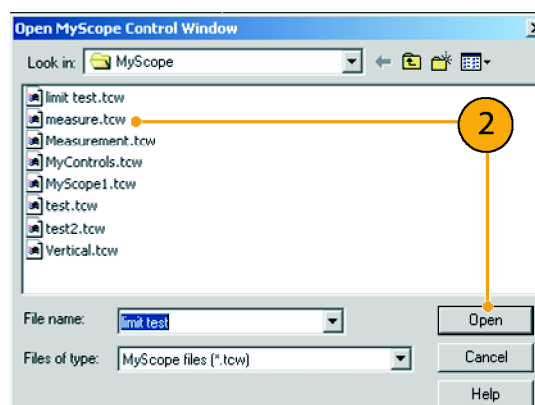 Open MyScope Control Window
Look in: MyScope
limit test.tcw
measure.tcw
2
Measurement.tcw
MyControls.tcw
MyScope1.tcw
test.tcw
test2.tcw
Vertical.tcw
File name: limit test Open
Files of type: MyScope files (*.tcw) Cancel
Help